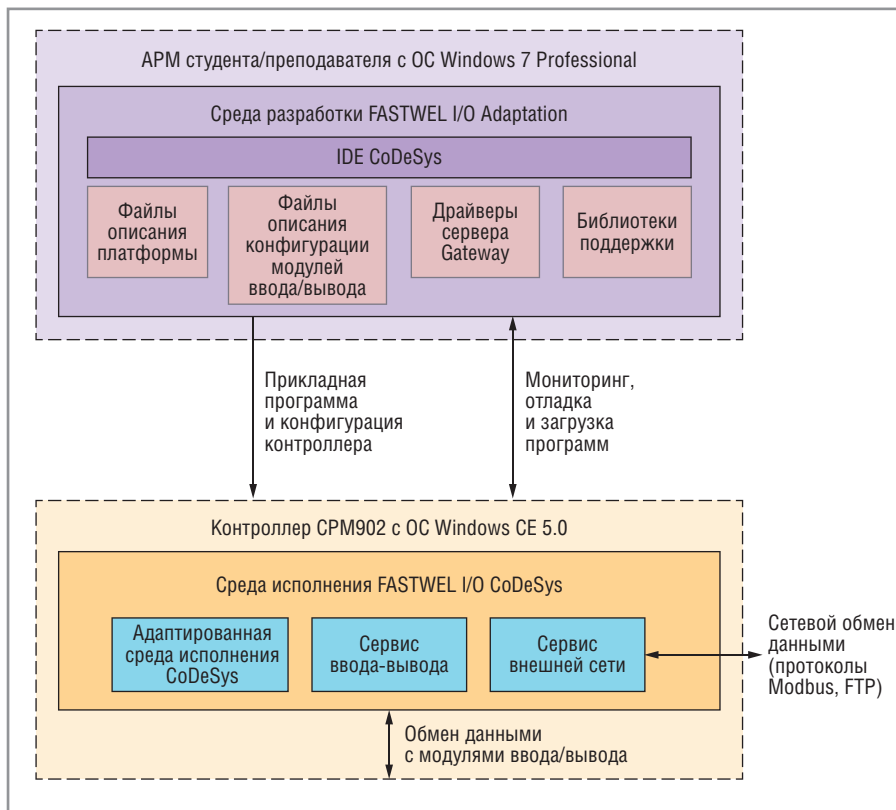 АРМ студента/преподавателя с ОС Windows 7 Professional
Среда разработки FASTWEL I/O Adaptation
IDE CoDeSys
Файлы
описания
платформы
Файлы
описания
конфигурации
модулей
ввода/вывода
Драйверы
сервера
Gateway
Библиотеки
поддержки
Прикладная
программа
и конфигурация
контроллера
Мониторинг,
отладка
и загрузка
программ
Контроллер CPM902 с ОС Windows CE 5.0
Среда исполнения FASTWEL I/O CoDeSys
Адаптированная
среда исполнения
CoDeSys
Сервис
ввода-вывода
Сервис
внешней сети
Сетевой обмен
данными
(протоколы
Modbus, FTP)
Обмен данными
с модулями ввода/вывода